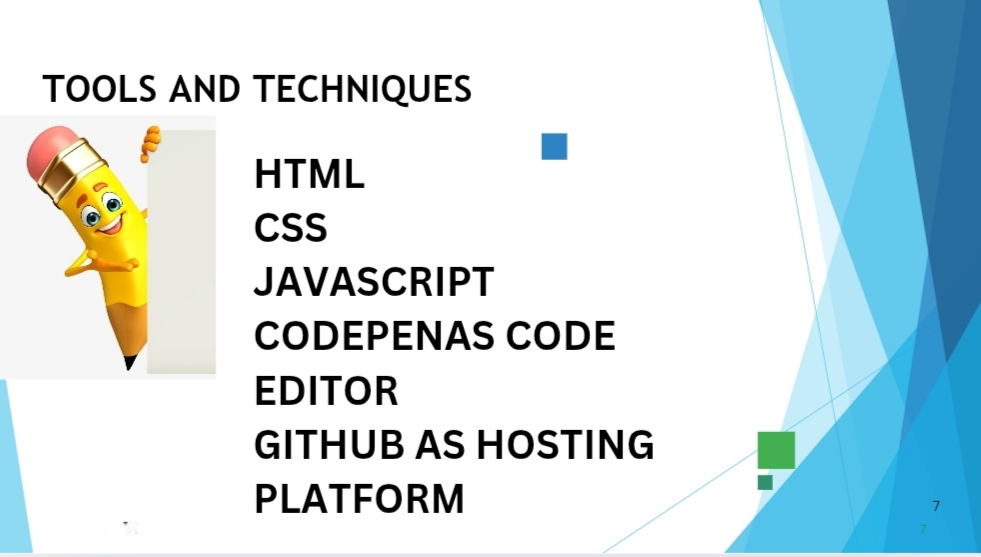 TOOLS AND TECHNIQUES
HTML
CSS
JAVASCRIPT
CODEPENAS CODE
EDITOR
GITHUB AS HOSTING
PLATFORM
7
7